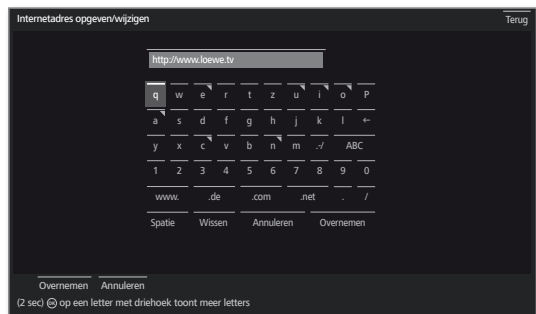 Internetadres opgeven/wijzigen Terug
http://www.loewe.tv
q w e r t z u i o P
a s d f g h j k l ←
y x c v b n m .-/ ABC
1 2 3 4 5 6 7 8 9 0
www. .de .com .net . /
Spatie Wissen Annuleren Overnemen
Overnemen Annuleren
(2 sec) OK op een letter met driehoek toont meer letters